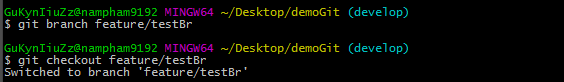 GuKynIiuZz@nampham9192 MINGW64 ~/Desktop/demoGit (develop)
$ git branch feature/testBr
GuKynIiuZz@nampham9192 MINGW64 ~/Desktop/demoGit (develop)
$ git checkout feature/testBr
Switched to branch 'feature/testBr'